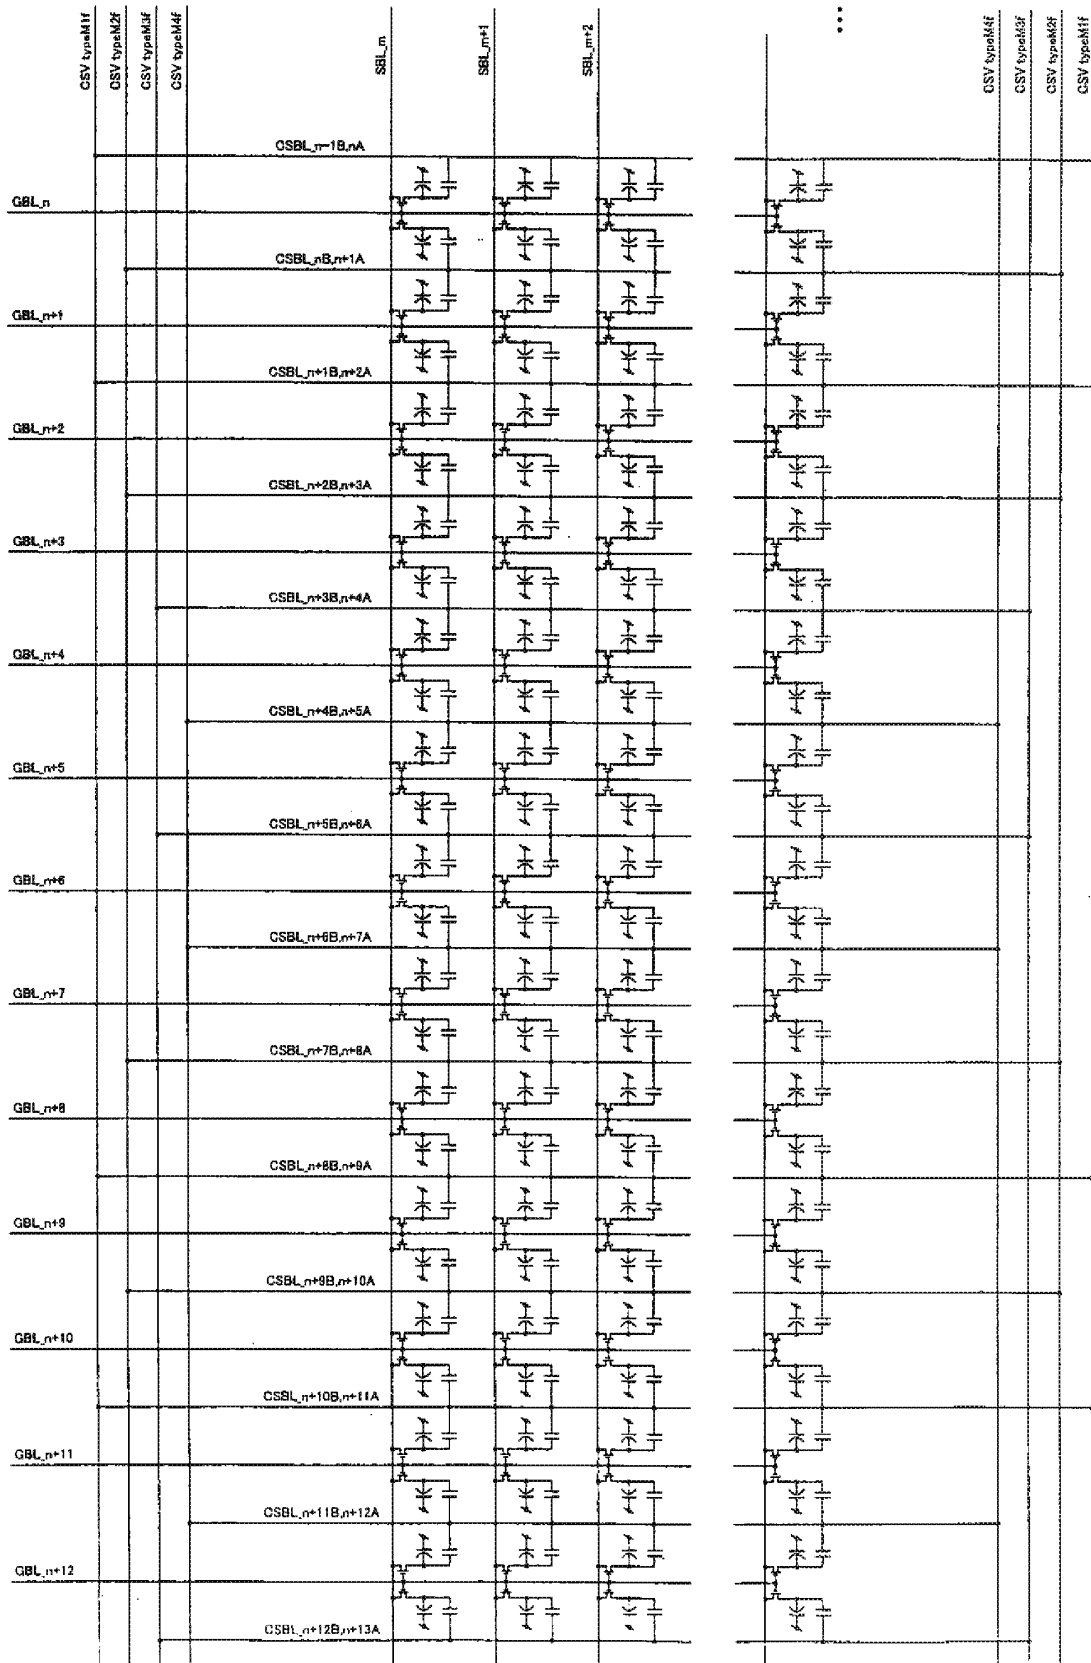 CSV typeM1f
CSV typeM2f
CSV typeM3f
CSV typeM4f
SBL_m
SBL_m+1
SBL_m+2
CSV typeM4f
CSV typeM3f
CSV typeM2f
CSV typeM1f
CSBL_n-1B,nA
GBL_n
CSBL_nB,n+1A
GBL_n+1
CSBL_n+1B,n+2A
GBL_n+2
CSBL_n+2B,n+3A
GBL_n+3
CSBL_n+3B,n+4A
GBL_n+4
CSBL_n+4B,n+5A
GBL_n+5
CSBL_n+5B,n+6A
GBL_n+6
CSBL_n+6B,n+7A
GBL_n+7
CSBL_n+7B,n+8A
GBL_n+8
CSBL_n+8B,n+9A
GBL_n+9
CSBL_n+9B,n+10A
GBL_n+10
CSBL_n+10B,n+11A
GBL_n+11
CSBL_n+11B,n+12A
GBL_n+12
CSBL_n+12B,n+13A